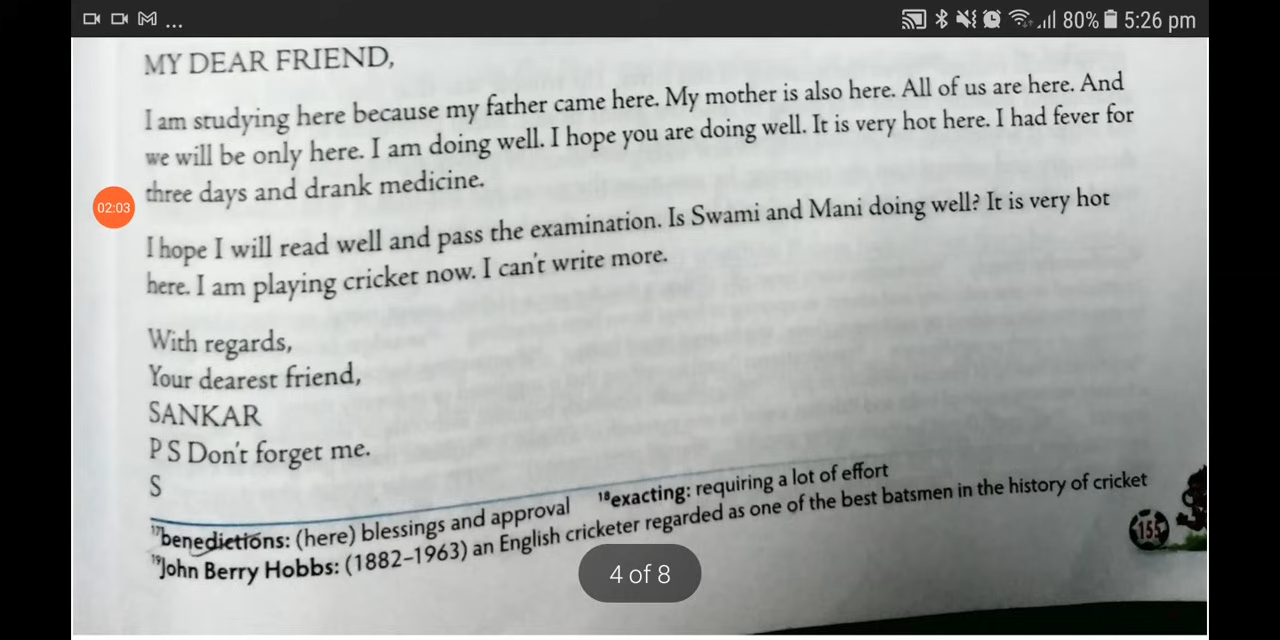 ... 80% 5:26 pm
MY DEAR FRIEND,
I am studying here because my father came here. My mother is also here. All of us are here. And
we will be only here. I am doing well. I hope you are doing well. It is very hot here. I had fever for
three days and drank medicine.
02:03
I hope I will read well and pass the examination. Is Swami and Mani doing well? It is very hot
here. I am playing cricket now. I can't write more.
With regards,
Your dearest friend,
SANKAR
P S Don't forget me.
S
17benedictions: (here) blessings and approval 18exacting: requiring a lot of effort
19John Berry Hobbs: (1882–1963) an English cricketer regarded as one of the best batsmen in the history of cricket
155
4 of 8